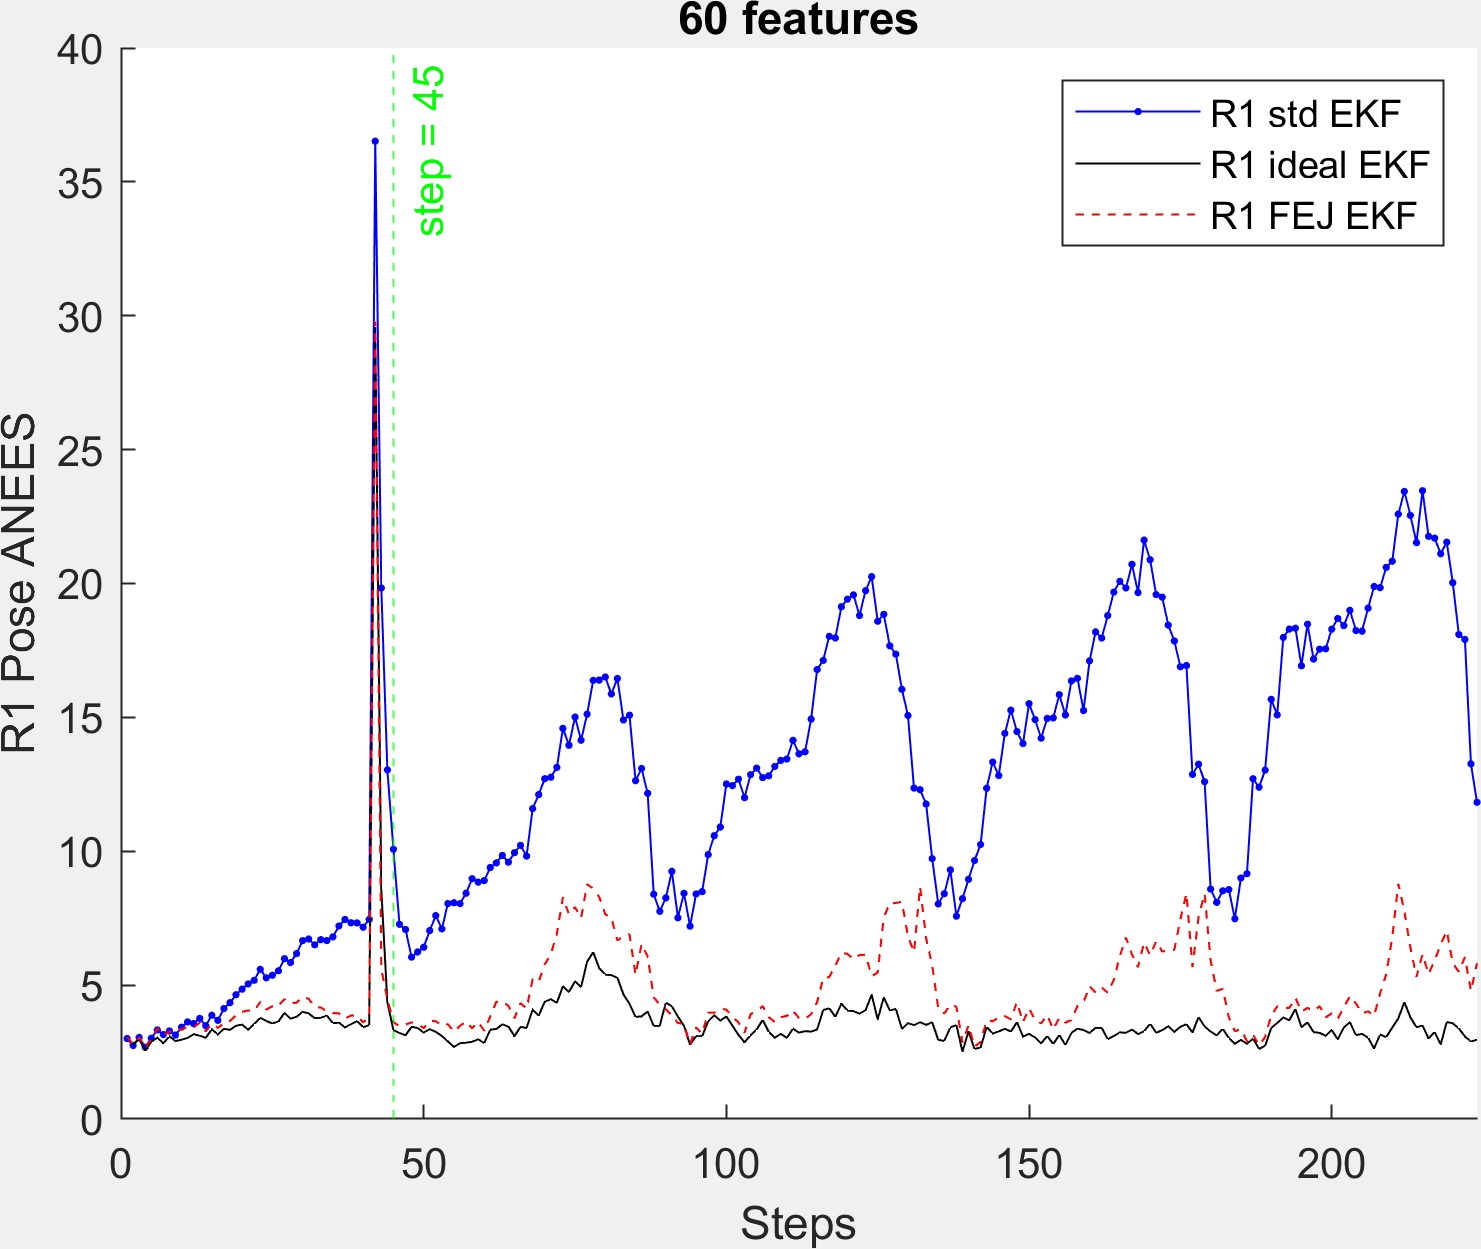 60 features
40
35
30
25
20
15
10
5
0
R1 Pose ANEES
step = 45
R1 std EKF
R1 ideal EKF
R1 FEJ EKF
0 50 100 150 200
Steps